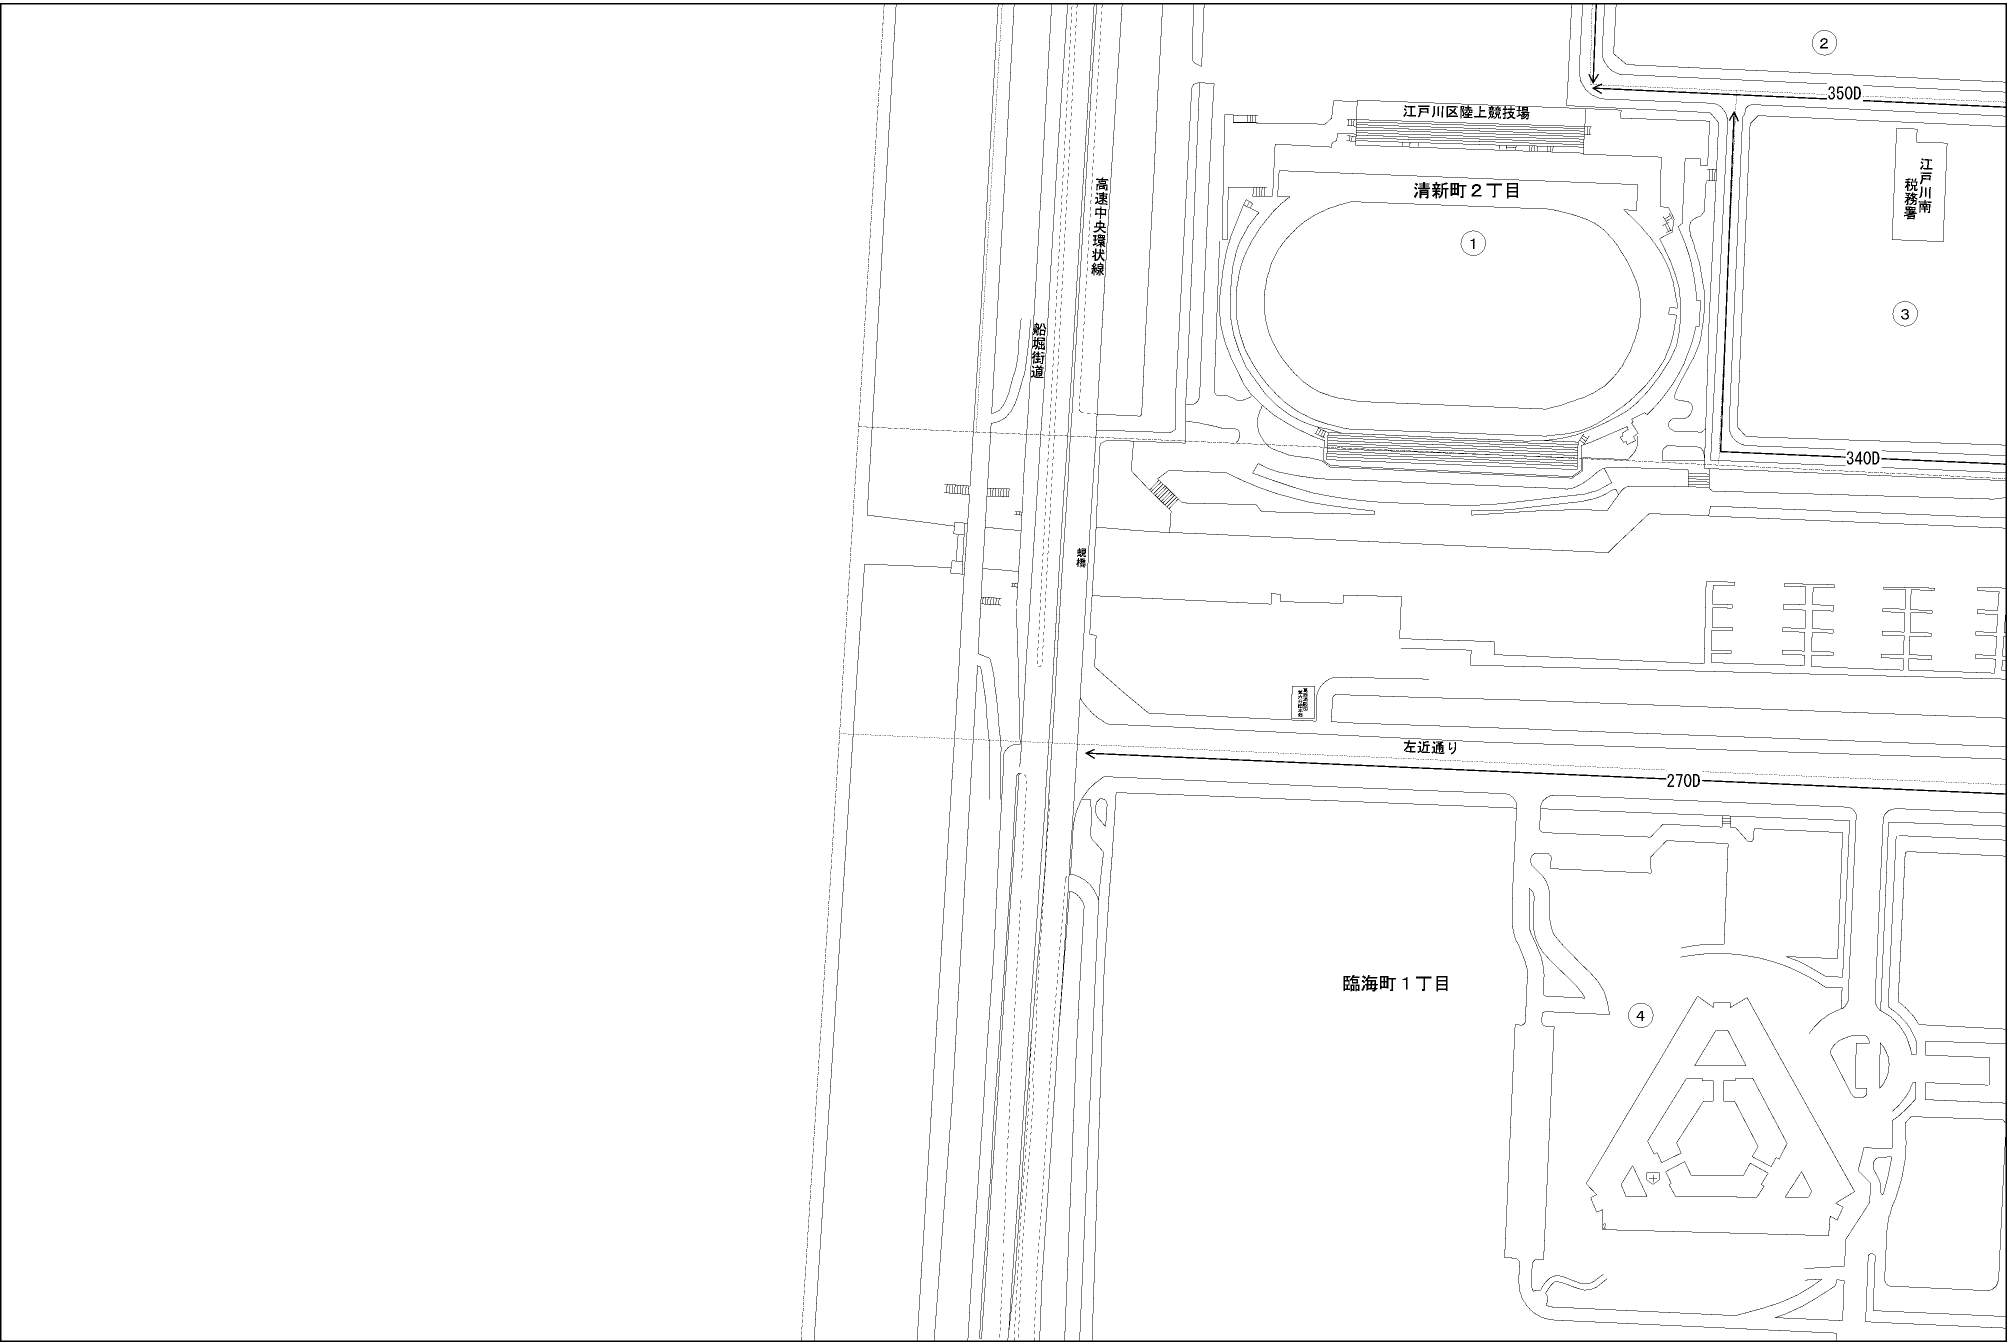 ②
350D
江戸川区陸上競技場
江戸川南
税務署
高速中央環状線
清新町2丁目
①
③
船堀街道
340D
蜆橋
左近通り
270D
臨海町1丁目
④